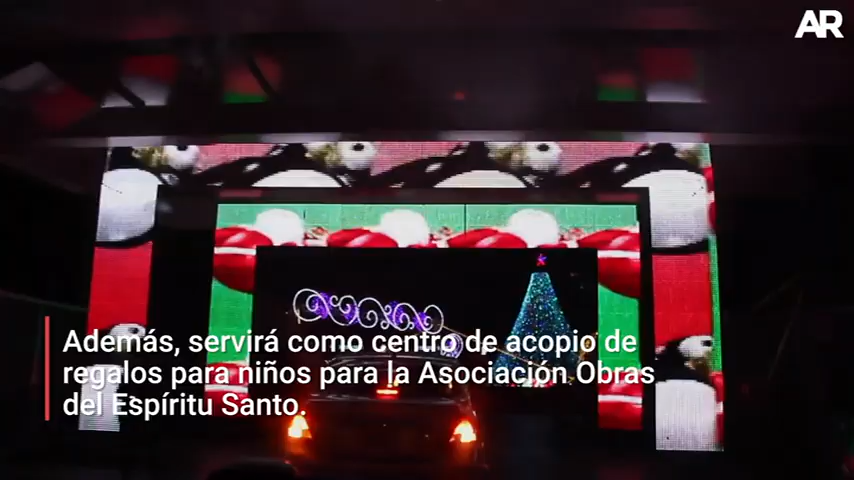 AR
Además, servirá como centro de acopio de
regalos para niños para la Asociación Obras
del Espíritu Santo.